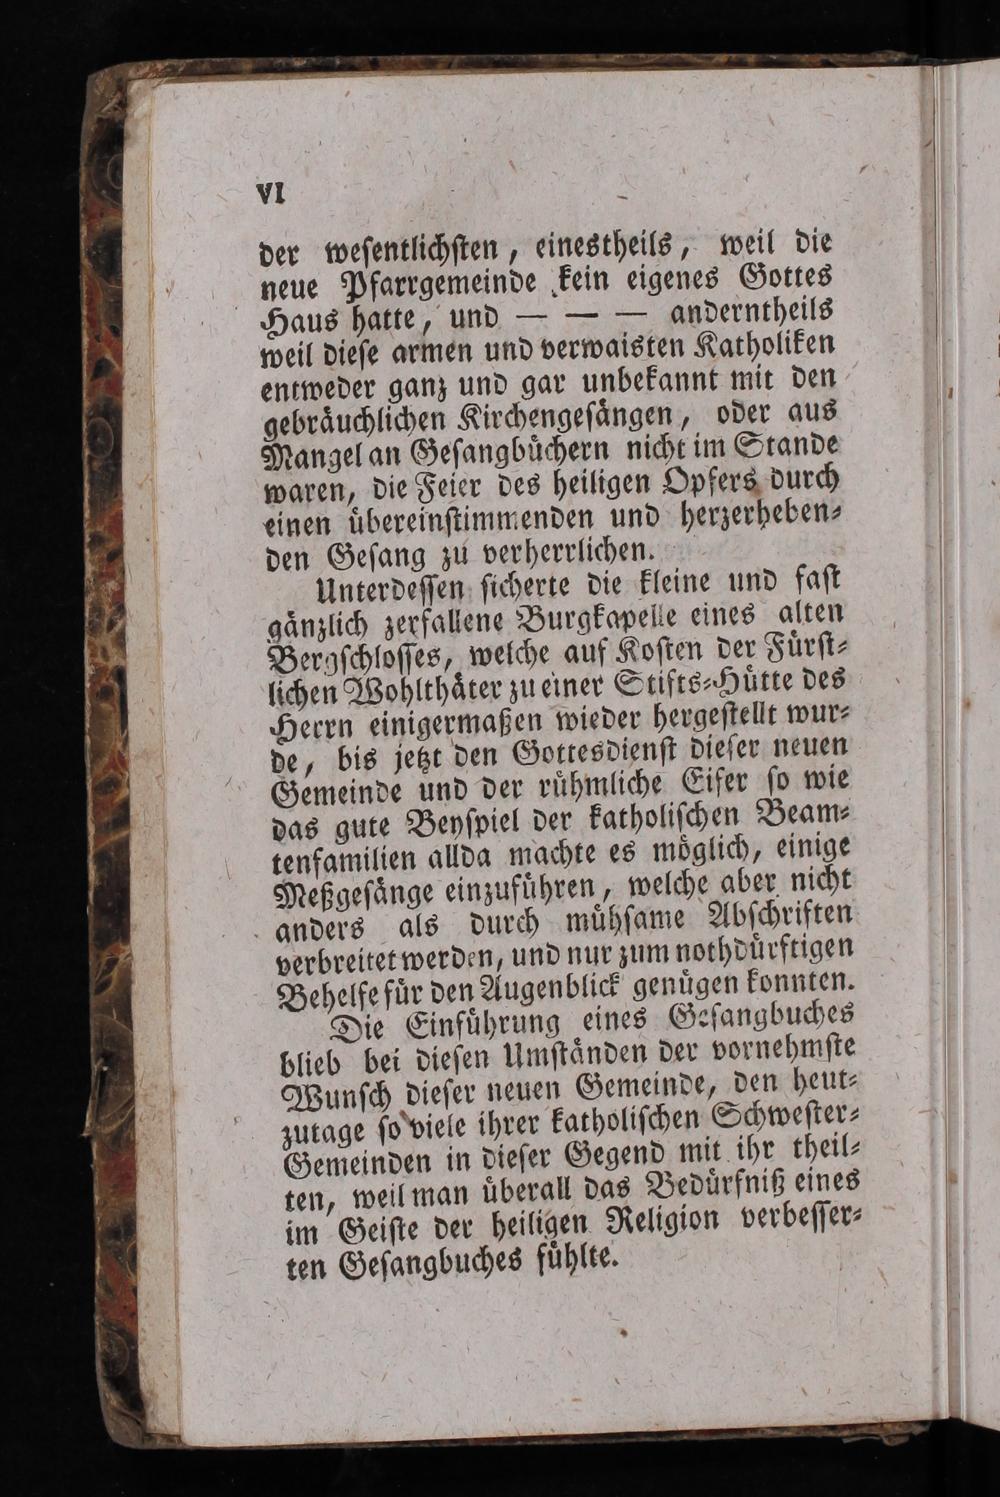 VI
der weſentlichſten, einestheils, weil die
neue Pfarrgemeinde kein eigenes Gottes
Haus hatte, und — — — anderntheils
weil dieſe armen und verwaisten Katholiken
entweder ganz und gar unbekannt mit den
gebräuchlichen Kirchengeſängen, oder aus
Mangel an Geſangbüchern nicht im Stande
waren, die Feier des heiligen Opfers durch
einen übereinſtimmenden und herzerheben⸗
den Geſang zu verherrlichen.
Unterdeſſen ſicherte die kleine und faſt
gänzlich zerfallene Burgkapelle eines alten
Bergſchloſſes, welche auf Koſten der Fürſt⸗
lichen Wohlthäter zu einer Stifts⸗Hütte des
Herrn einigermaßen wieder hergeſtellt wur⸗
de, bis jetzt den Gottesdienſt dieſer neuen
Gemeinde und der rühmliche Eifer ſo wie
das gute Beyſpiel der katholiſchen Beam⸗
tenfamilien allda machte es möglich, einige
Meßgeſänge einzuführen, welche aber nicht
anders als durch mühſame Abſchriften
verbreitet werden, und nur zum nothdürftigen
Behelfe für den Augenblick genügen konnten.
Die Einführung eines Geſangbuches
blieb bei dieſen Umſtänden der vornehmſte
Wunſch dieſer neuen Gemeinde, den heut⸗
zutage ſo viele ihrer katholiſchen Schweſter⸗
Gemeinden in dieſer Gegend mit ihr theil⸗
ten, weil man überall das Bedürfniß eines
im Geiſte der heiligen Religion verbeſſer⸗
ten Geſangbuches fühlte.